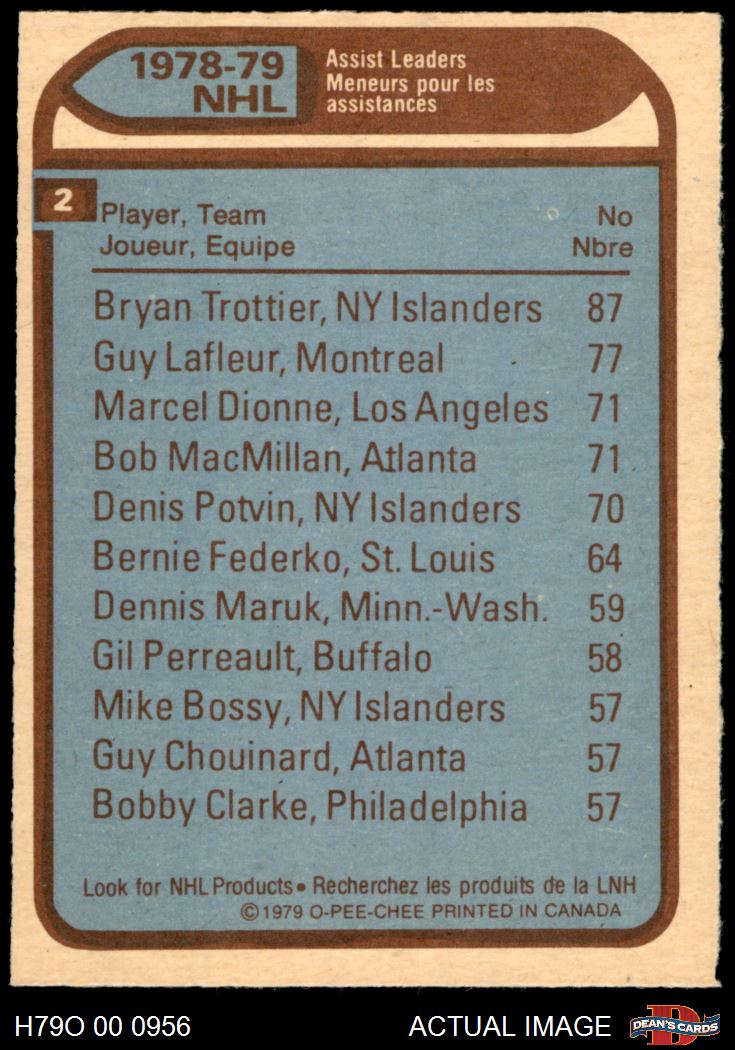 1978-79
NHL
Assist Leaders
Meneurs pour les
assistances
2
Player, Team No
Joueur, Equipe Nbre
Bryan Trottier, NY Islanders 87
Guy Lafleur, Montreal 77
Marcel Dionne, Los Angeles 71
Bob MacMillan, Atlanta 71
Denis Potvin, NY Islanders 70
Bernie Federko, St. Louis 64
Dennis Maruk, Minn.-Wash. 59
Gil Perreault, Buffalo 58
Mike Bossy, NY Islanders 57
Guy Chouinard, Atlanta 57
Bobby Clarke, Philadelphia 57
Look for NHL Products • Recherchez les produits de la LNH
©1979 O-PEE-CHEE PRINTED IN CANADA
H79O 00 0956 ACTUAL IMAGE D DEAN'S CARDS